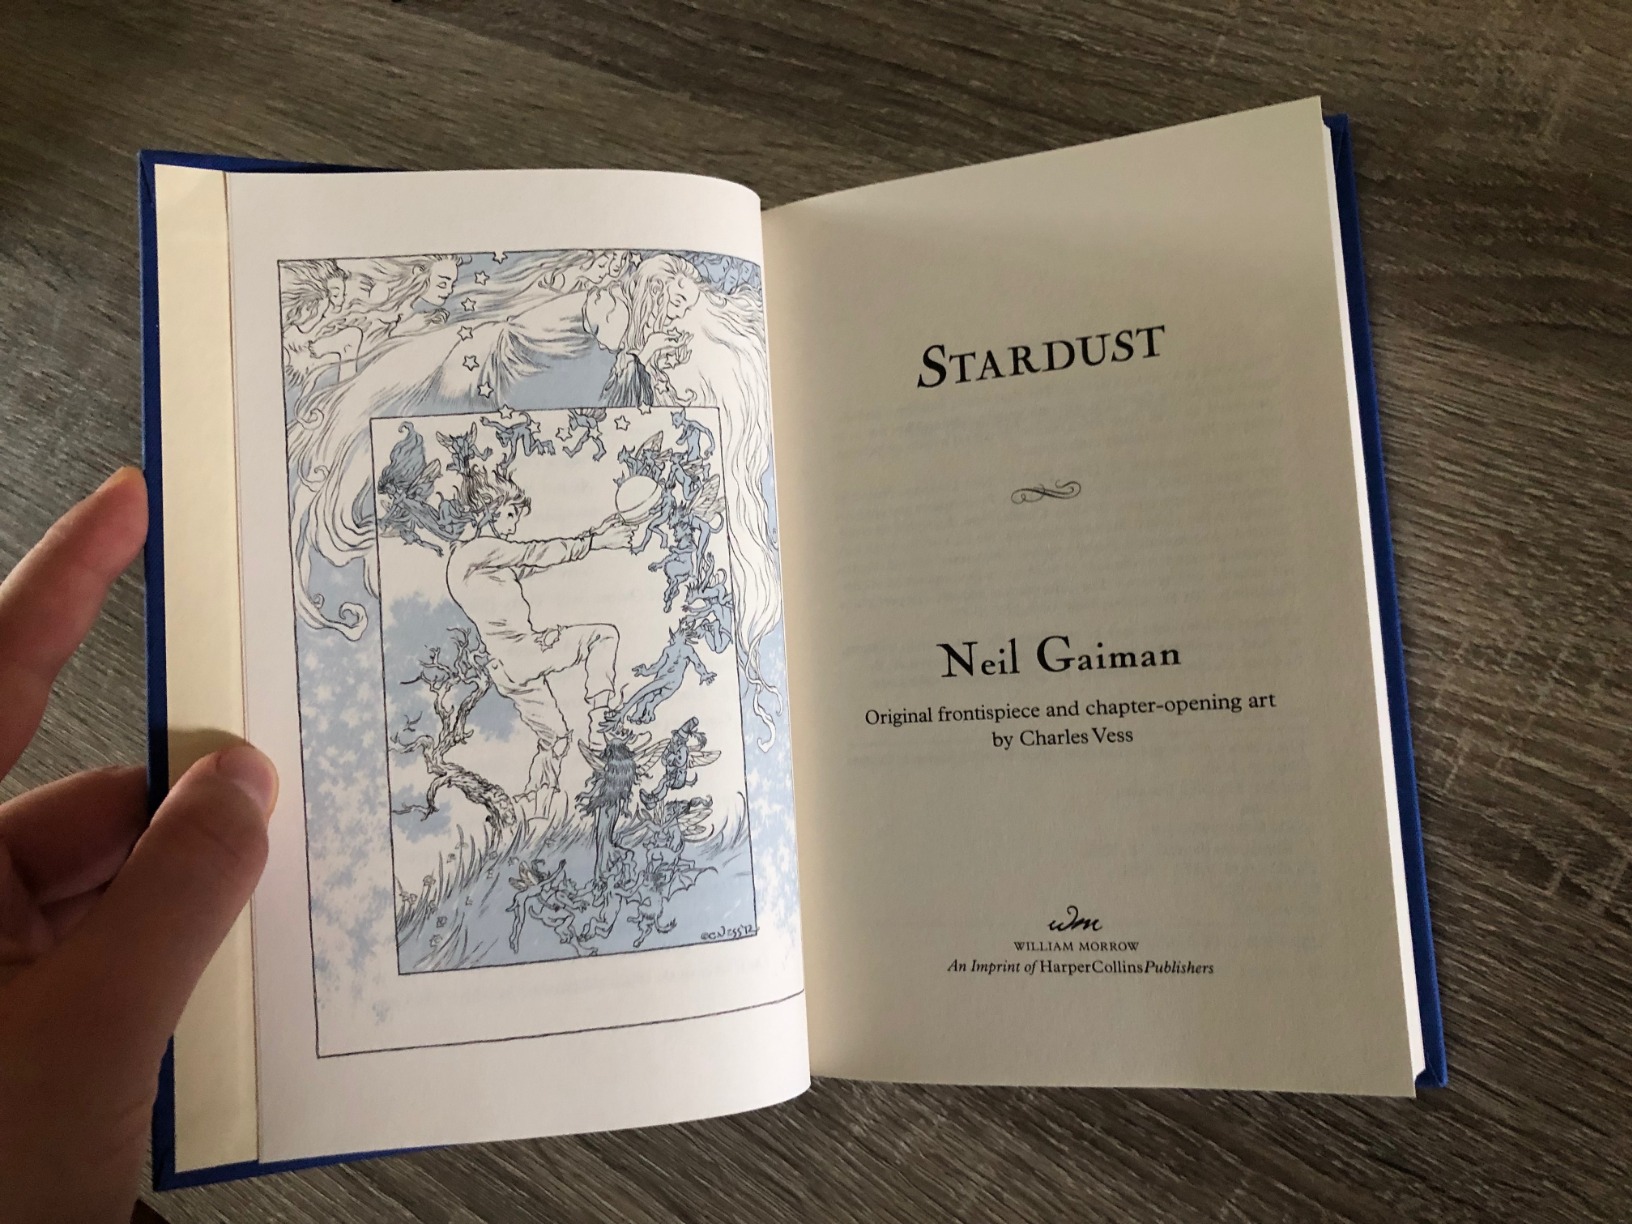 ©CVESS'12
STARDUST
Neil Gaiman
Original frontispiece and chapter-opening art
by Charles Vess
wm
WILLIAM MORROW
An Imprint of HarperCollinsPublishers